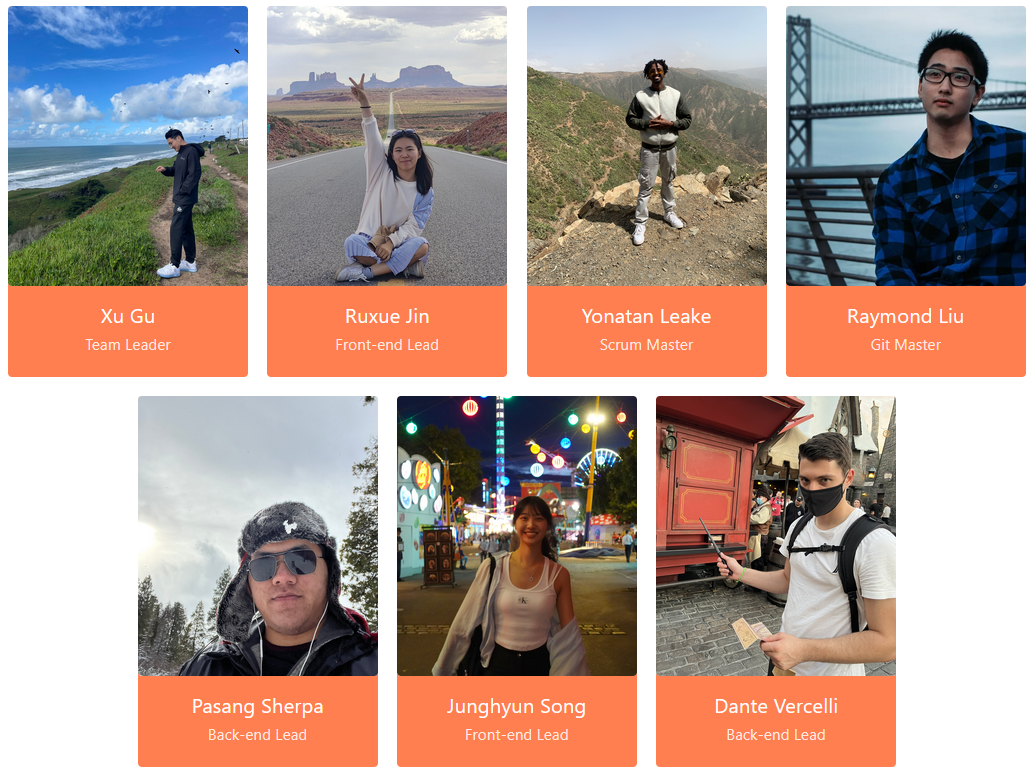 Xu Gu
Team Leader
Ruxue Jin
Front-end Lead
Yonatan Leake
Scrum Master
Raymond Liu
Git Master
Pasang Sherpa
Back-end Lead
Junghyun Song
Front-end Lead
Dante Vercelli
Back-end Lead